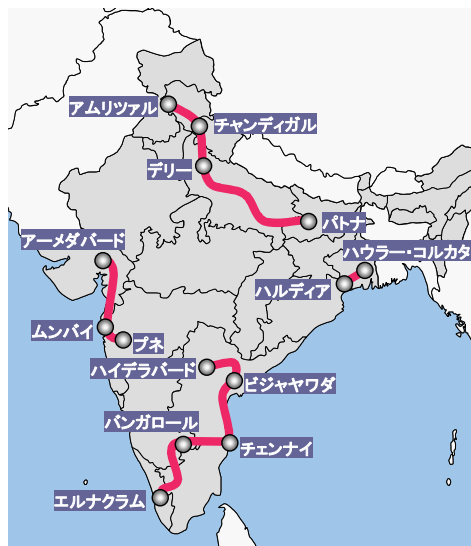 アムリツァル
チャンディガル
デリー
パトナ
アーメダバード
ハウラー・コルカタ
ハルディア
ムンバイ
プネ
ハイデラバード
ビジャヤワダ
バンガロール
チェンナイ
エルナクラム